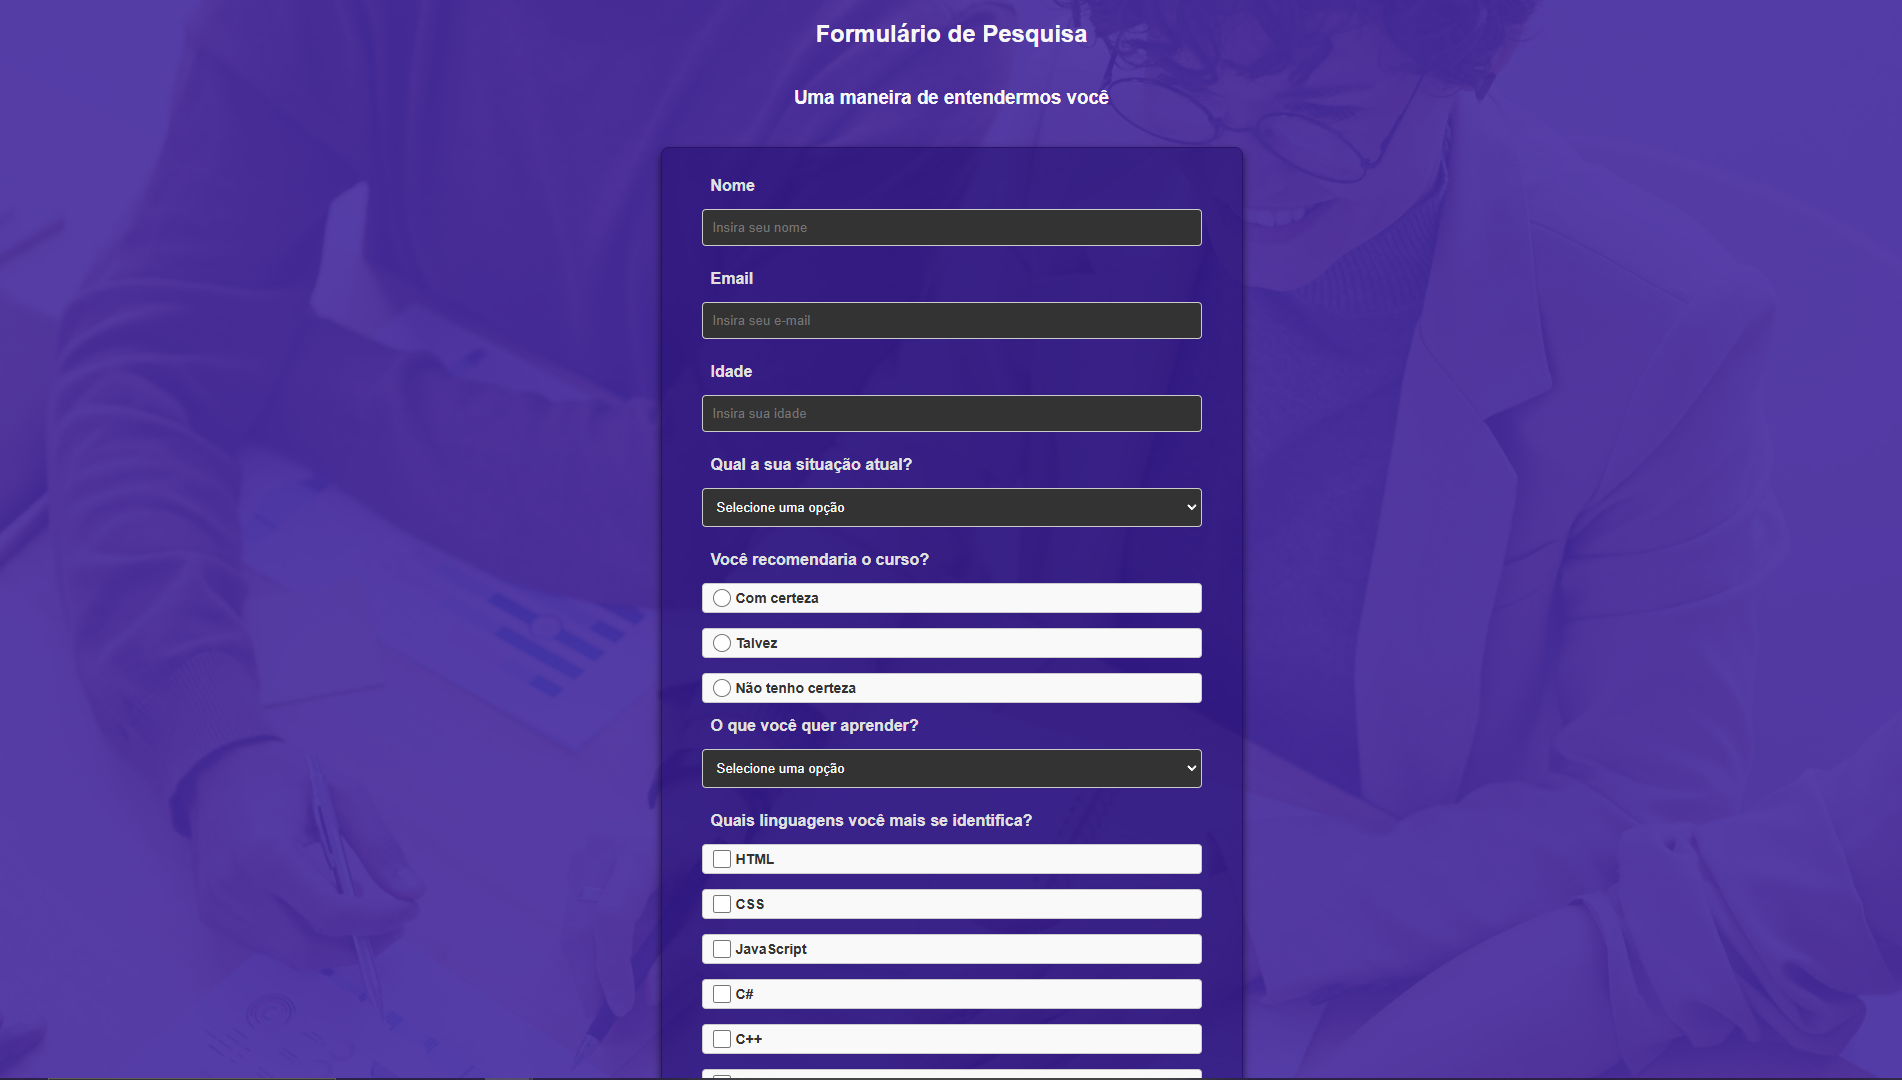 Formulário de Pesquisa
Uma maneira de entendermos você
Nome
Insira seu nome
Email
Insira seu e-mail
Idade
Insira sua idade
Qual a sua situação atual?
Selecione uma opção
Você recomendaria o curso?
Com certeza
Talvez
Não tenho certeza
O que você quer aprender?
Selecione uma opção
Quais linguagens você mais se identifica?
HTML
CSS
JavaScript
C#
C++